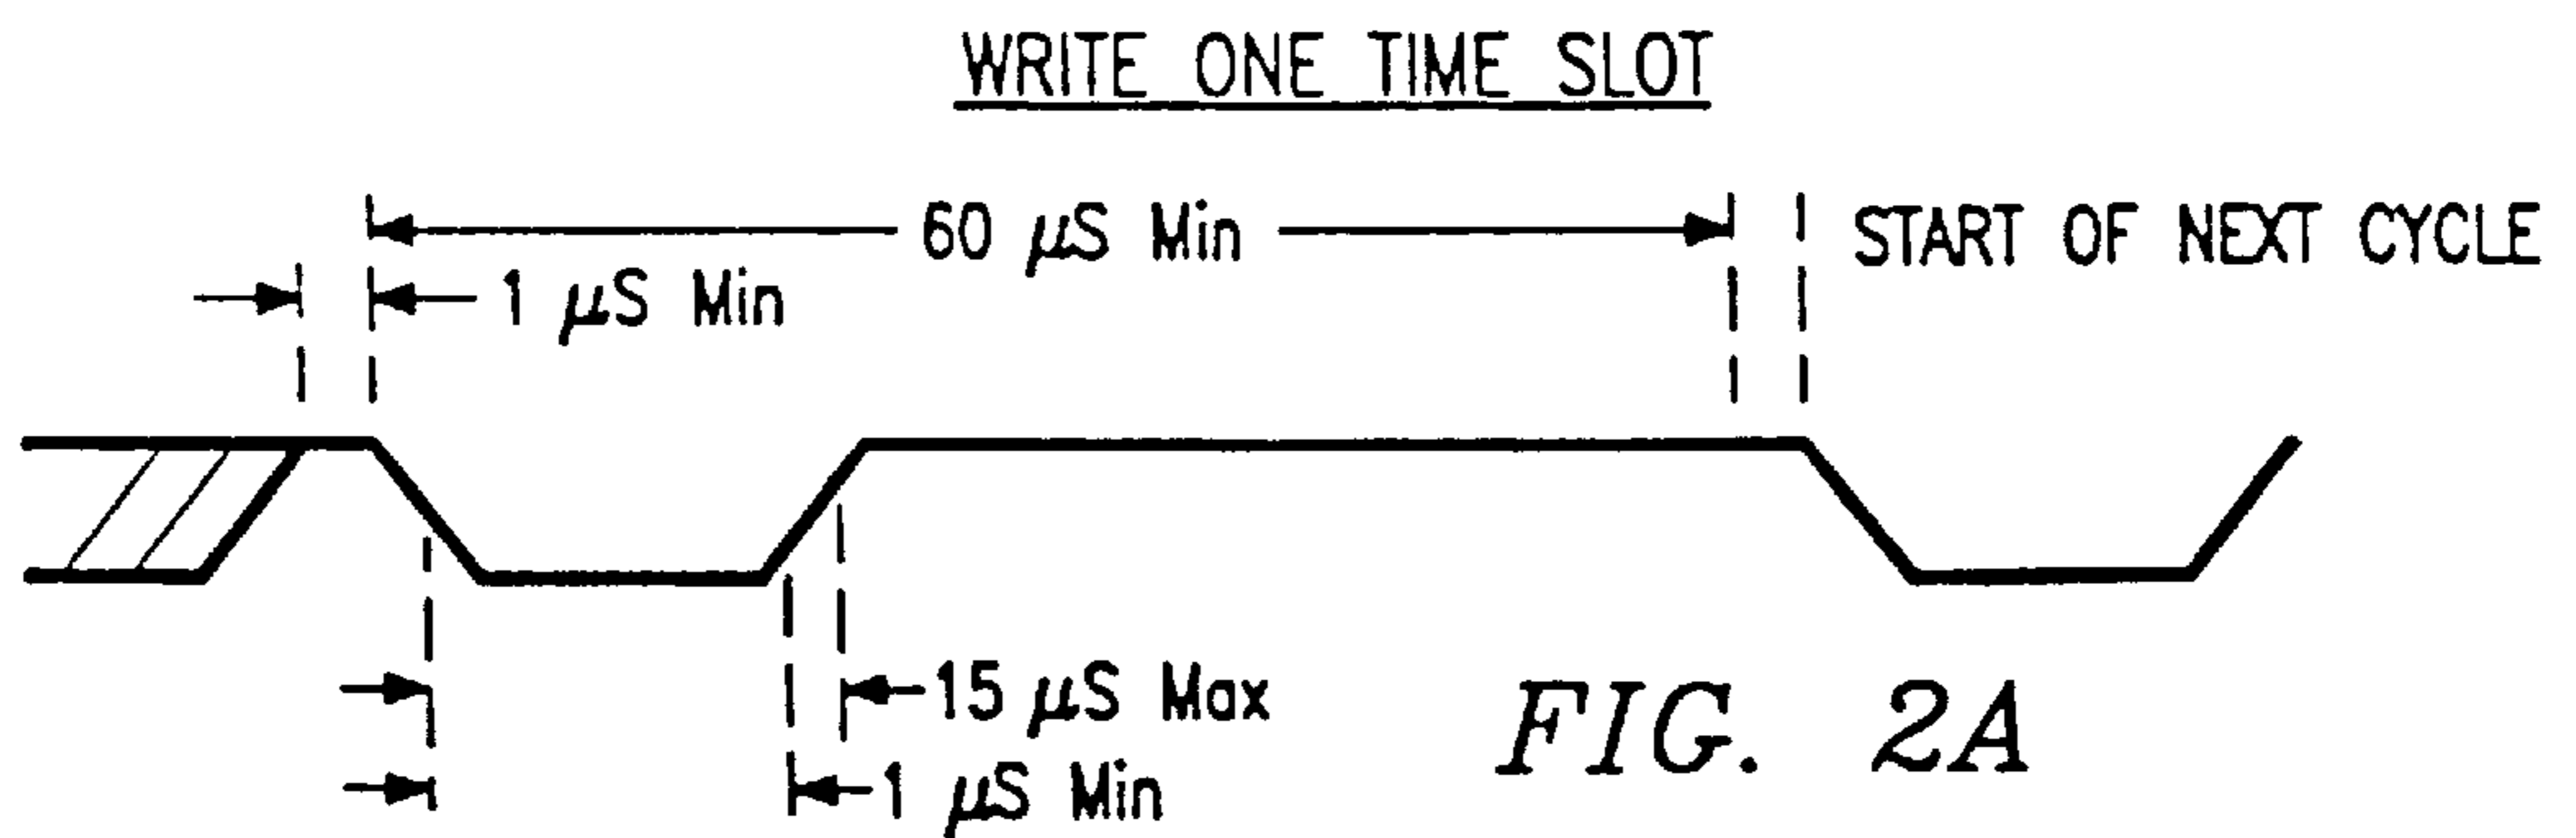 WRITE ONE TIME SLOT
60 μS Min
START OF NEXT CYCLE
1 μS Min
15 μS Max
1 μS Min
FIG. 2A